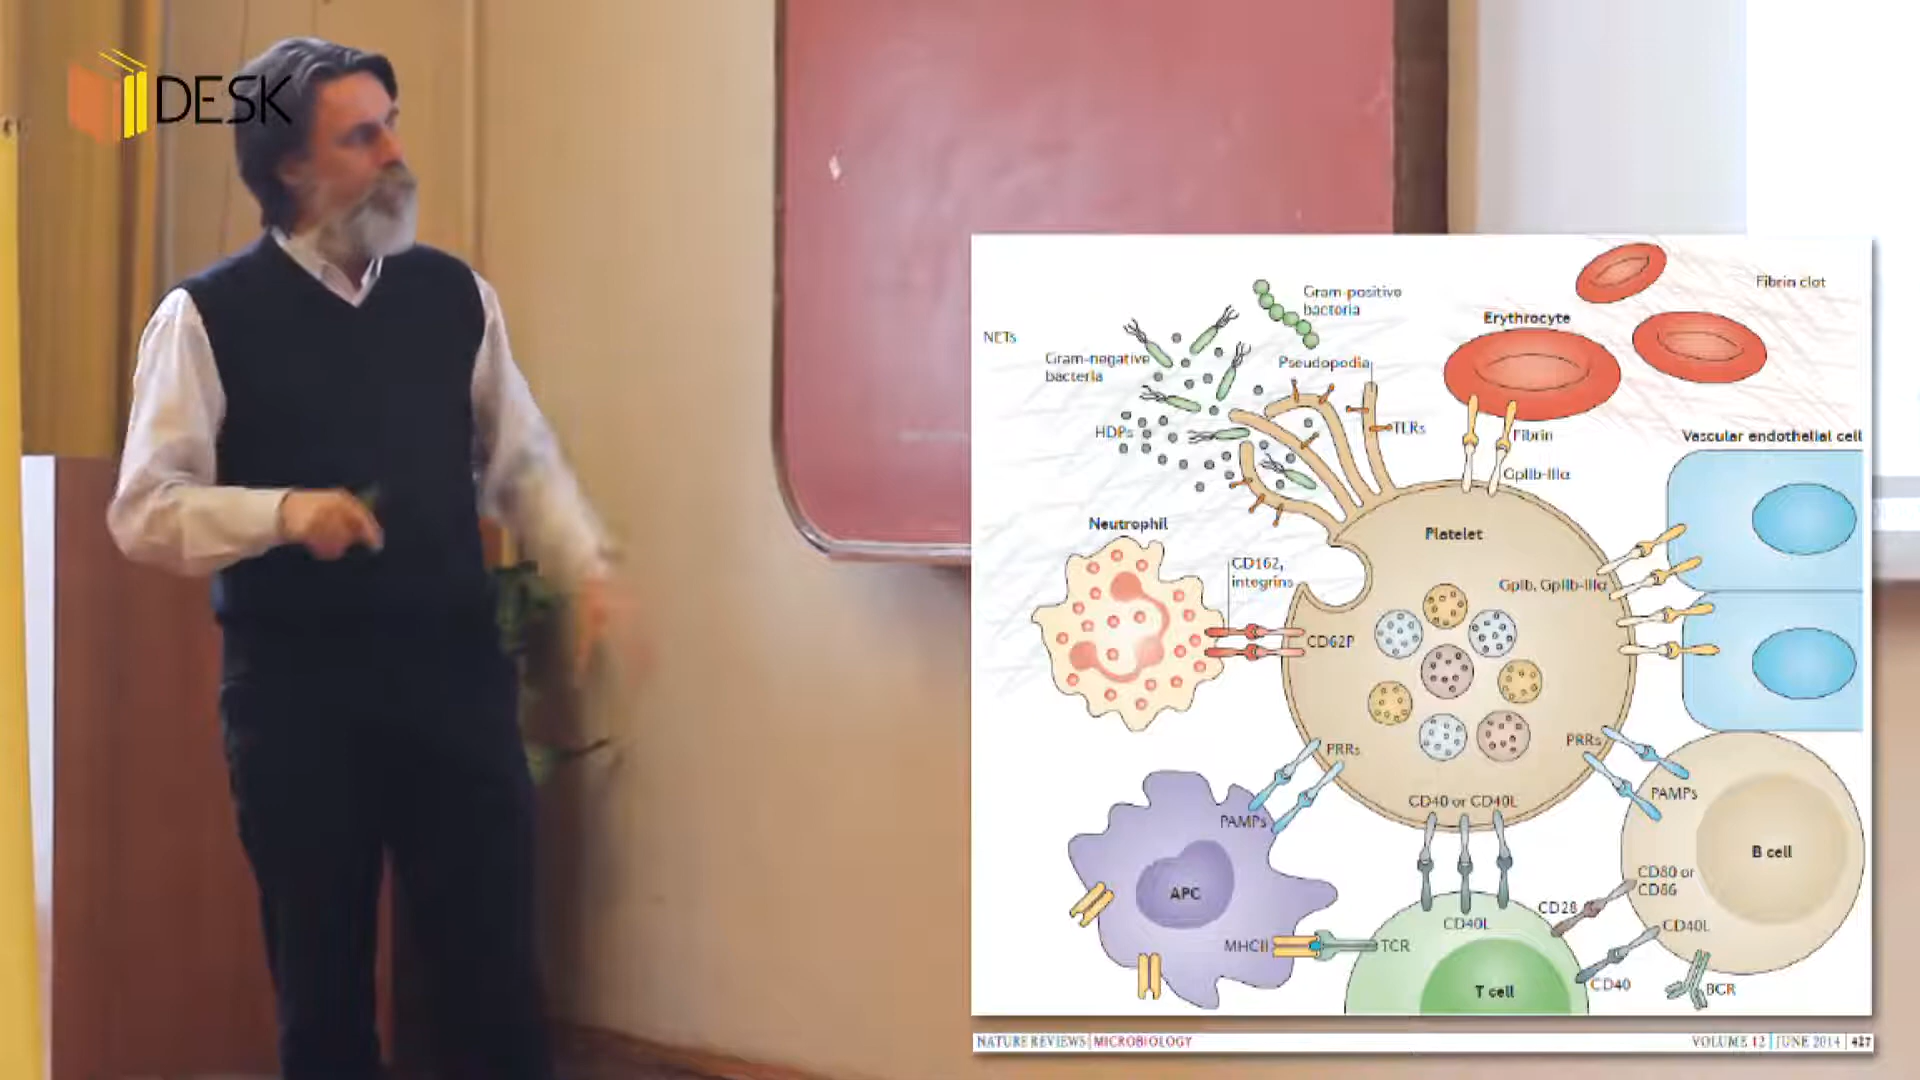 DESK
Fibrin clot
Gram-positive
bacteria
Erythrocyte
NETs
Gram-negative
bacteria
Pseudopodia
HDPs
TLRs
Fibrin
Vascular endothelial cell
GpIIb-IIIα
Neutrophil
Platelet
CD162,
integrins
GpIb, GpIIb-IIIα
CD62P
PRRs
PRRs
PAMPs
CD40 or CD40L
PAMPs
B cell
APC
CD80 or
CD86
CD28
CD40L
CD40L
MHCII
TCR
CD40
T cell
BCR
NATURE REVIEWS | MICROBIOLOGY
VOLUME 12 | JUNE 2014 | 427